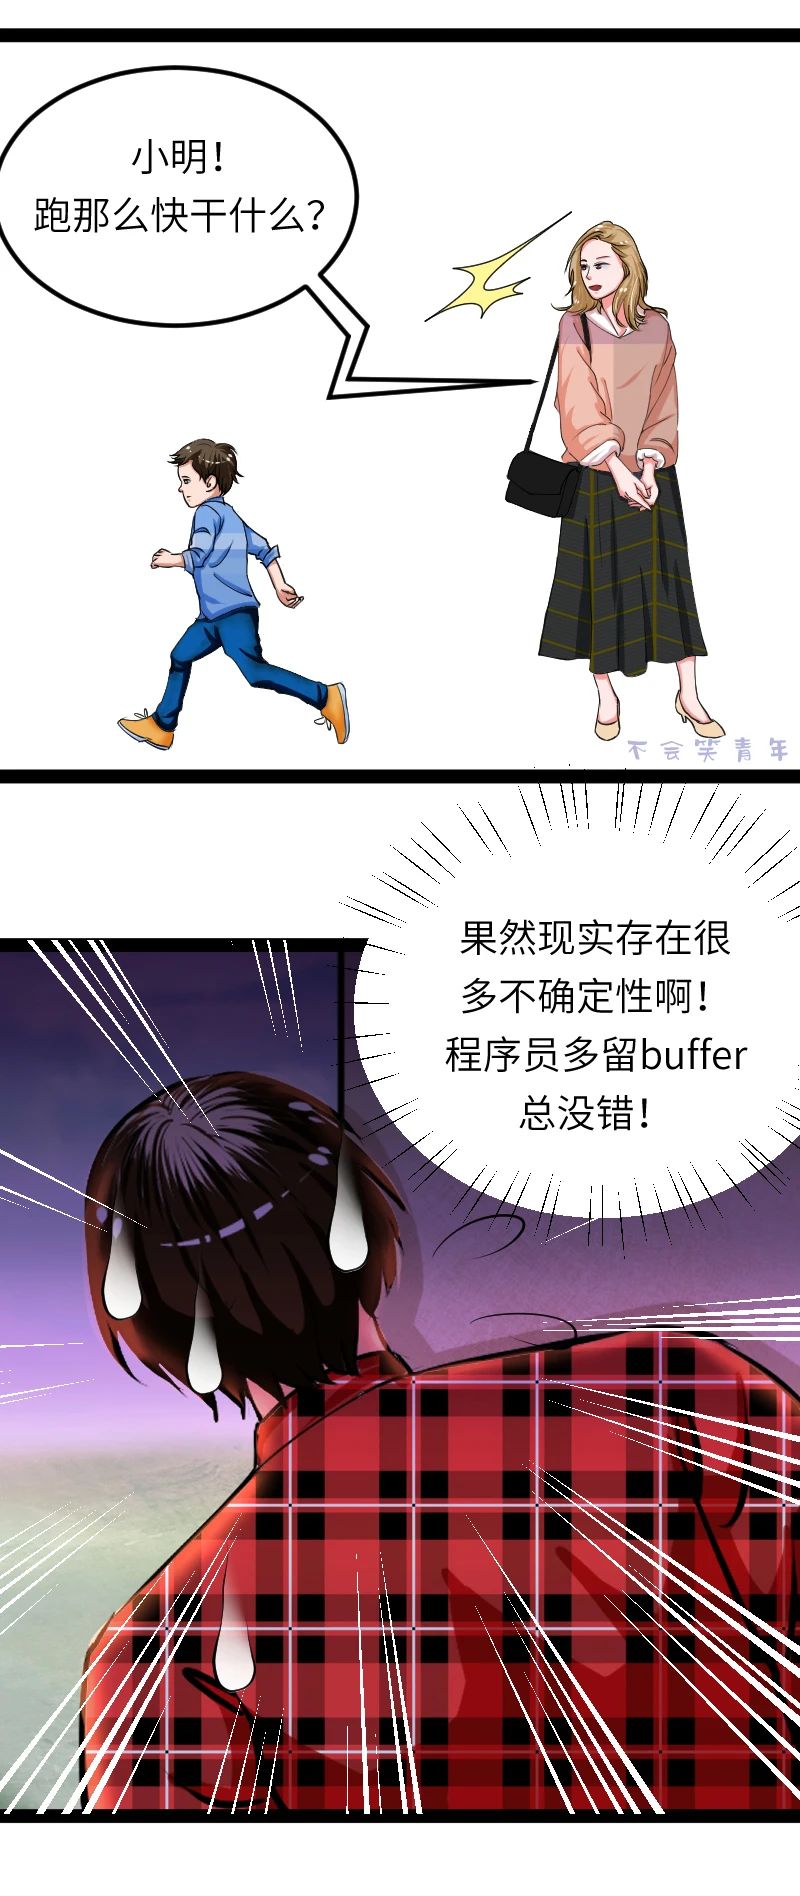 小明！
跑那么快干什么？
不会笑青年
果然现实存在很
多不确定性啊！
程序员多留buffer
总没错！